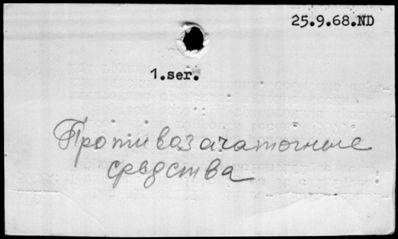 25.9.68.ND
1.ser.
Противозачаточные
средства